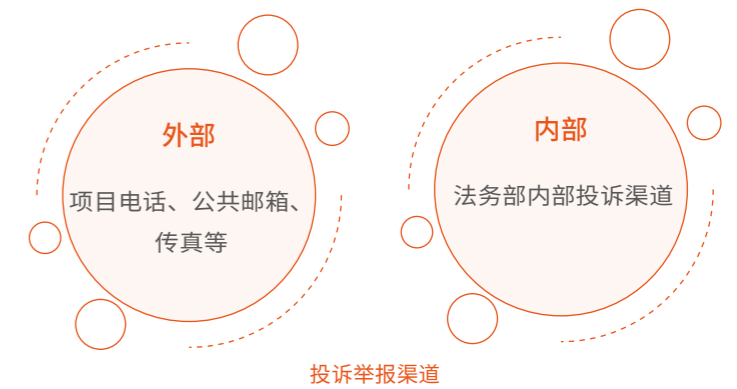 外部
项目电话、公共邮箱、
传真等
内部
法务部内部投诉渠道
投诉举报渠道